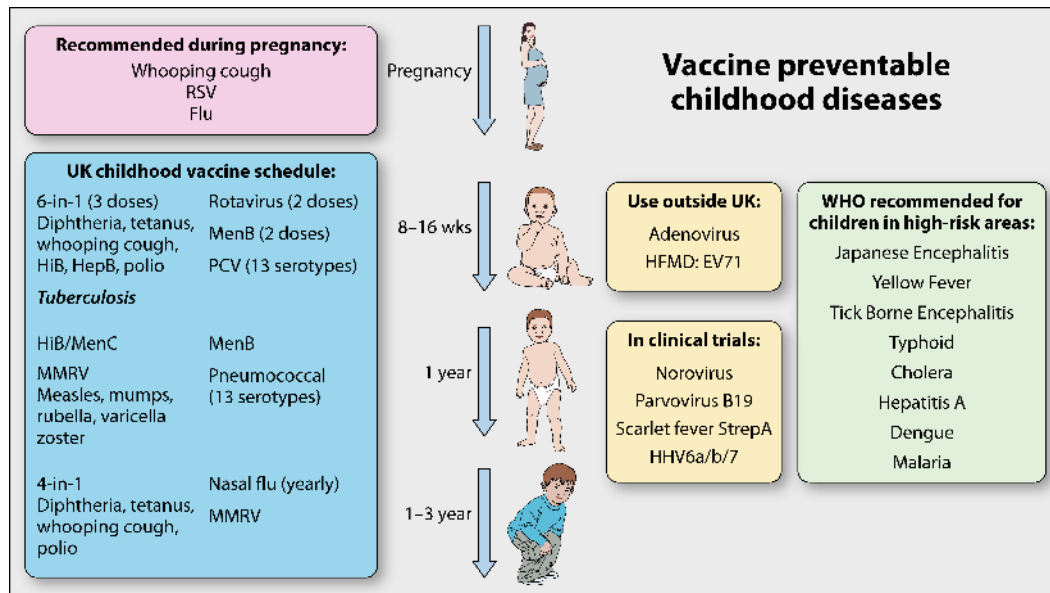 Vaccine preventable
childhood diseases
Recommended during pregnancy:
Whooping cough
RSV
Flu
Pregnancy
UK childhood vaccine schedule:
6-in-1 (3 doses)
Diphtheria, tetanus,
whooping cough,
HiB, HepB, polio
Tuberculosis
Rotavirus (2 doses)
MenB (2 doses)
PCV (13 serotypes)
HiB/MenC
MMRV
Measles, mumps,
rubella, varicella
zoster
MenB
Pneumococcal
(13 serotypes)
4-in-1
Diphtheria, tetanus,
whooping cough,
polio
Nasal flu (yearly)
MMRV
8–16 wks
1 year
1–3 year
Use outside UK:
Adenovirus
HFMD: EV71
In clinical trials:
Norovirus
Parvovirus B19
Scarlet fever StrepA
HHV6a/b/7
WHO recommended for
children in high-risk areas:
Japanese Encephalitis
Yellow Fever
Tick Borne Encephalitis
Typhoid
Cholera
Hepatitis A
Dengue
Malaria